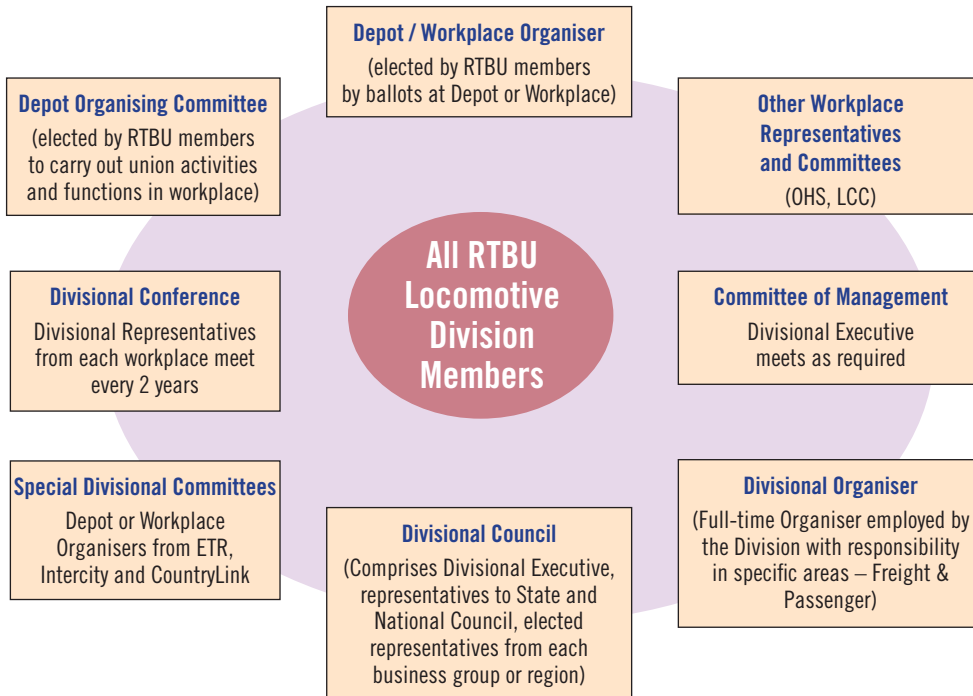 Depot / Workplace Organiser
(elected by RTBU members
by ballots at Depot or Workplace)
Depot Organising Committee
(elected by RTBU members
to carry out union activities
and functions in workplace)
Other Workplace
Representatives
and Committees
(OHS, LCC)
All RTBU
Locomotive
Division
Members
Divisional Conference
Divisional Representatives
from each workplace meet
every 2 years
Committee of Management
Divisional Executive
meets as required
Special Divisional Committees
Depot or Workplace
Organisers from ETR,
Intercity and CountryLink
Divisional Council
(Comprises Divisional Executive,
representatives to State and
National Council, elected
representatives from each
business group or region)
Divisional Organiser
(Full-time Organiser employed by
the Division with responsibility
in specific areas – Freight &
Passenger)